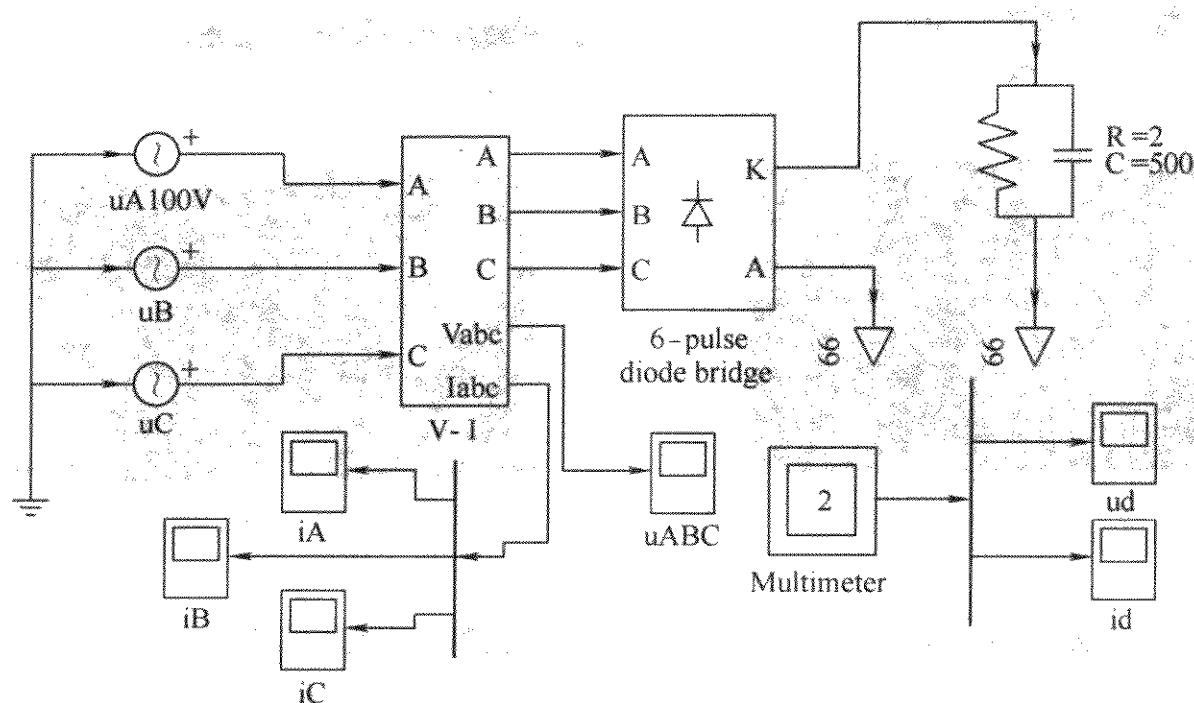 +
uA100V
+
uB
+
uC
A
B
C
A
B
C
Vabc
Iabc
V- I
A
B
C
K
A
6-pulse
diode bridge
R =2
C =500
66
66
iA
iB
iC
uABC
2
Multimeter
ud
id